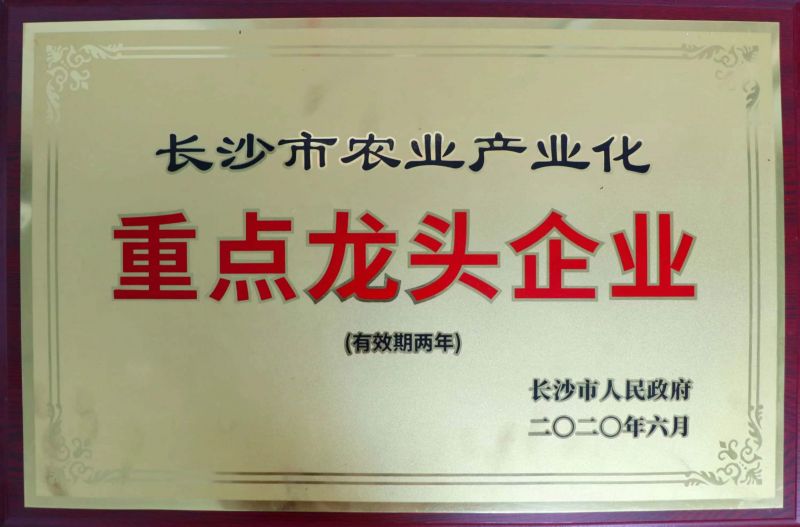 长沙市农业产业化
重点龙头企业
(有效期两年)
长沙市人民政府
二〇二〇年六月